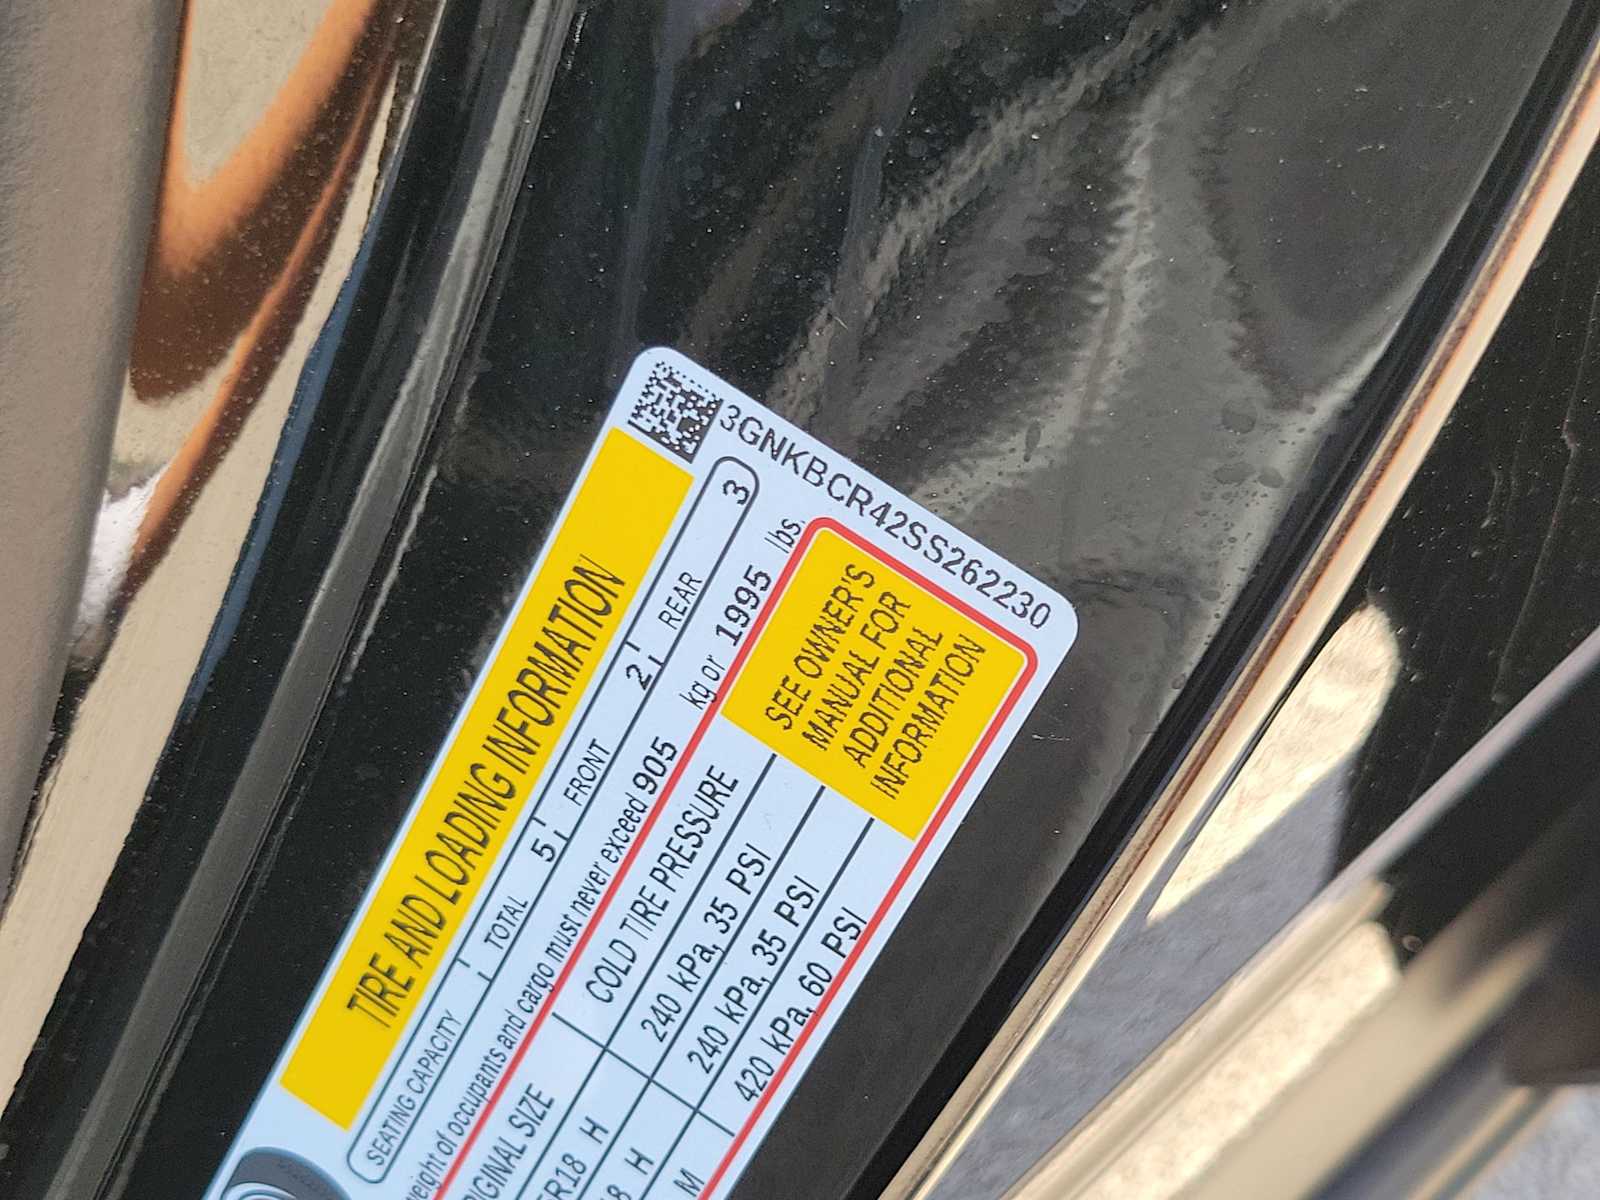 3GNKBCR42SS262230
TIRE AND LOADING INFORMATION
SEATING CAPACITY TOTAL 5 FRONT 2 REAR 3
weight of occupants and cargo must never exceed 905 kg or 1995 lbs.
SIZE COLD TIRE PRESSURE
R18 H 240 kPa, 35 PSI
8 H 240 kPa, 35 PSI
M 420 kPa, 60 PSI
SEE OWNER'S
MANUAL FOR
ADDITIONAL
INFORMATION